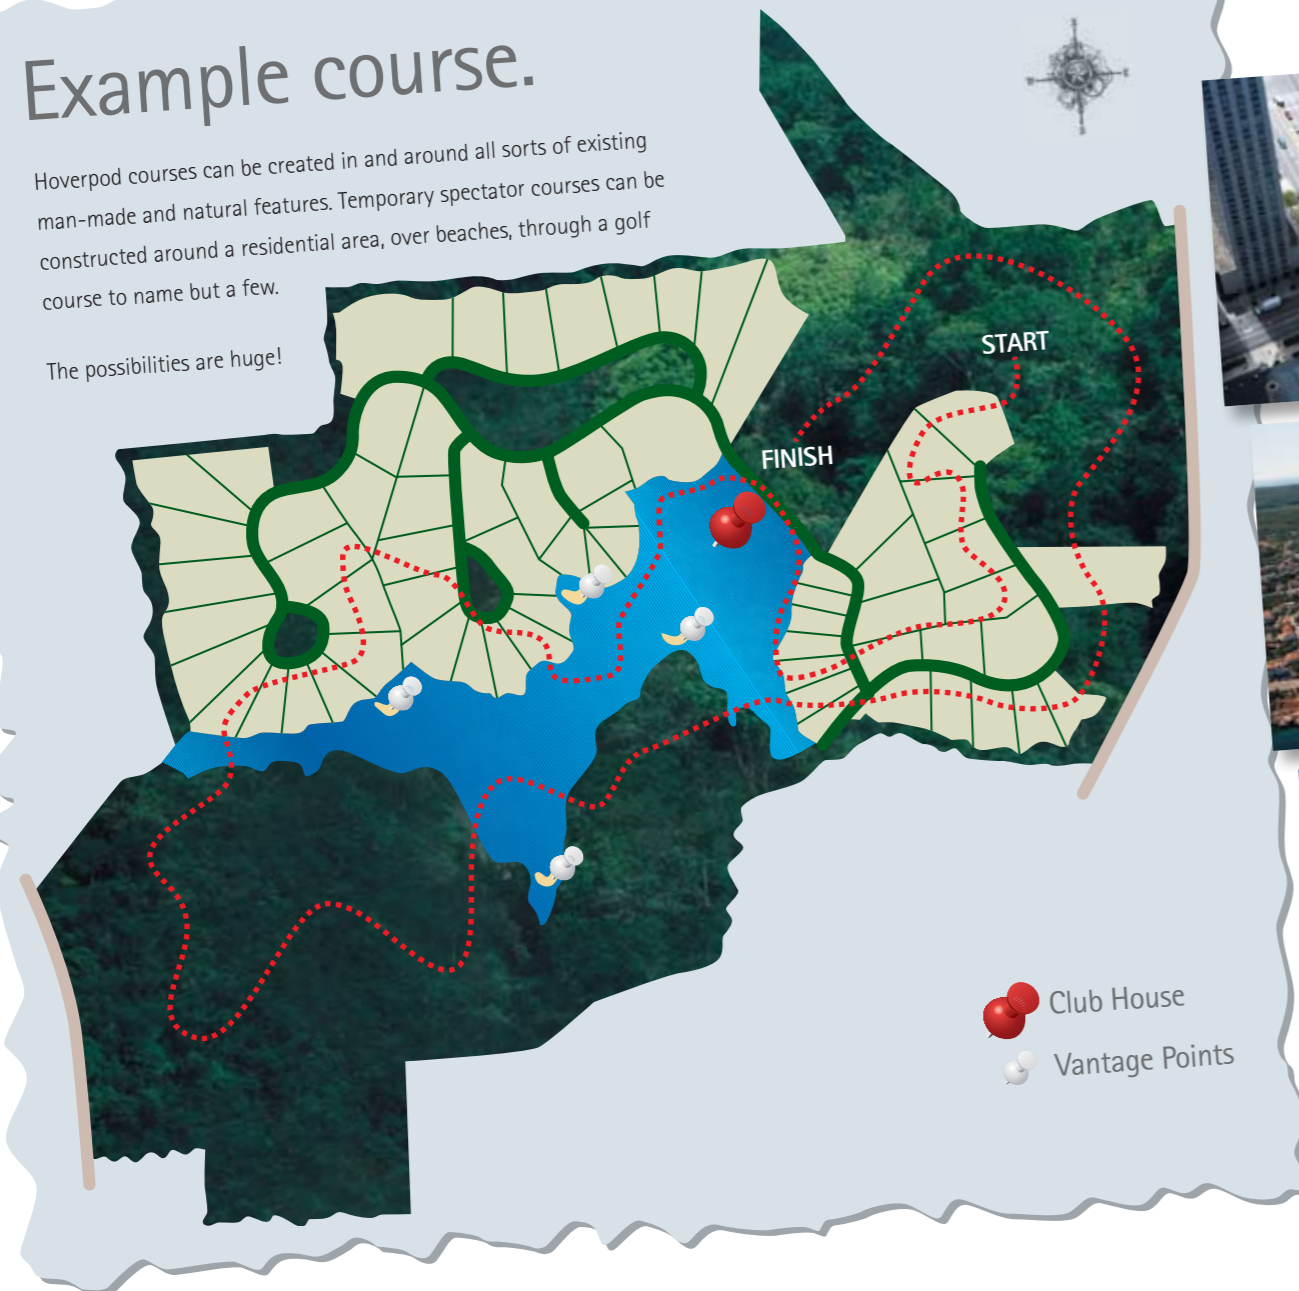 Example course.
Hoverpod courses can be created in and around all sorts of existing
man-made and natural features. Temporary spectator courses can be
constructed around a residential area, over beaches, through a golf
course to name but a few.
The possibilities are huge!
START
FINISH
Club House
Vantage Points